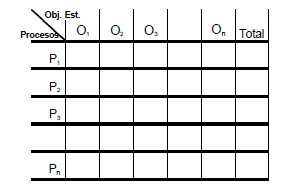 Obj. Est.
Procesos O₁ O₂ O₃ Oₙ Total
P₁
P₂
P₃
Pₙ